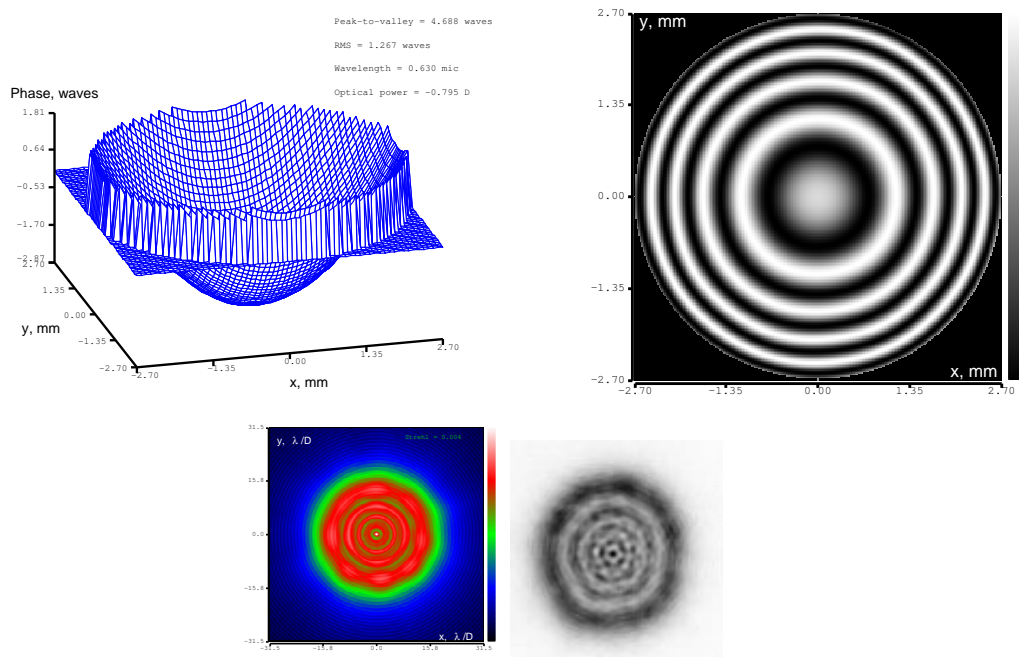 Peak-to-valley = 4.688 waves
RMS = 1.267 waves
Wavelength = 0.630 mic
Optical power = -0.795 D
Phase, waves
1.81
0.64
-0.53
-1.70
-2.87
2.70
1.35
0.00
-1.35
-2.70
y, mm
-2.70
-1.35
0.00
1.35
2.70
x, mm
2.70
y, mm
1.35
0.00
-1.35
-2.70
x, mm
-2.70
-1.35
0.00
1.35
2.70
31.5
y, λ/D
Strehl = 0.004
15.8
0.0
-15.8
-31.5
x, λ/D
-31.5
-15.8
0.0
15.8
31.5